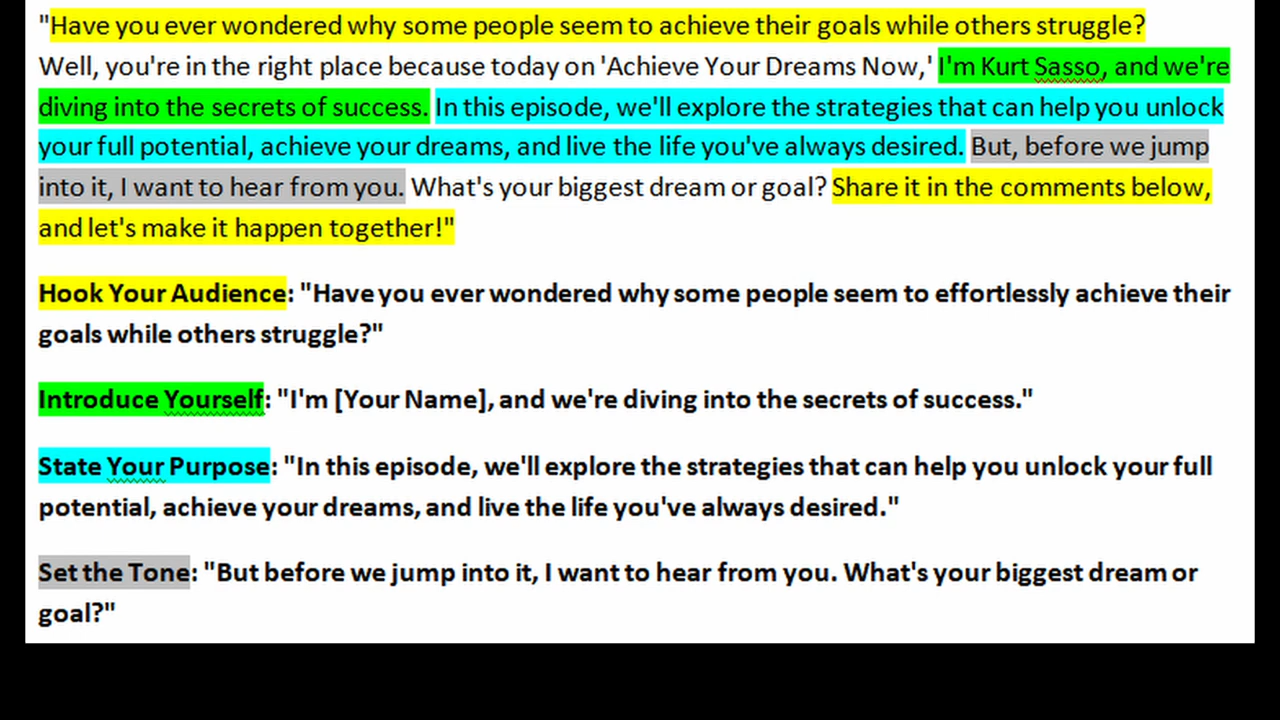 "Have you ever wondered why some people seem to achieve their goals while others struggle?
Well, you're in the right place because today on 'Achieve Your Dreams Now,' I'm Kurt Sasso, and we're
diving into the secrets of success. In this episode, we'll explore the strategies that can help you unlock
your full potential, achieve your dreams, and live the life you've always desired. But, before we jump
into it, I want to hear from you. What's your biggest dream or goal? Share it in the comments below,
and let's make it happen together!"
Hook Your Audience: "Have you ever wondered why some people seem to effortlessly achieve their
goals while others struggle?"
Introduce Yourself: "I'm [Your Name], and we're diving into the secrets of success."
State Your Purpose: "In this episode, we'll explore the strategies that can help you unlock your full
potential, achieve your dreams, and live the life you've always desired."
Set the Tone: "But before we jump into it, I want to hear from you. What's your biggest dream or
goal?"